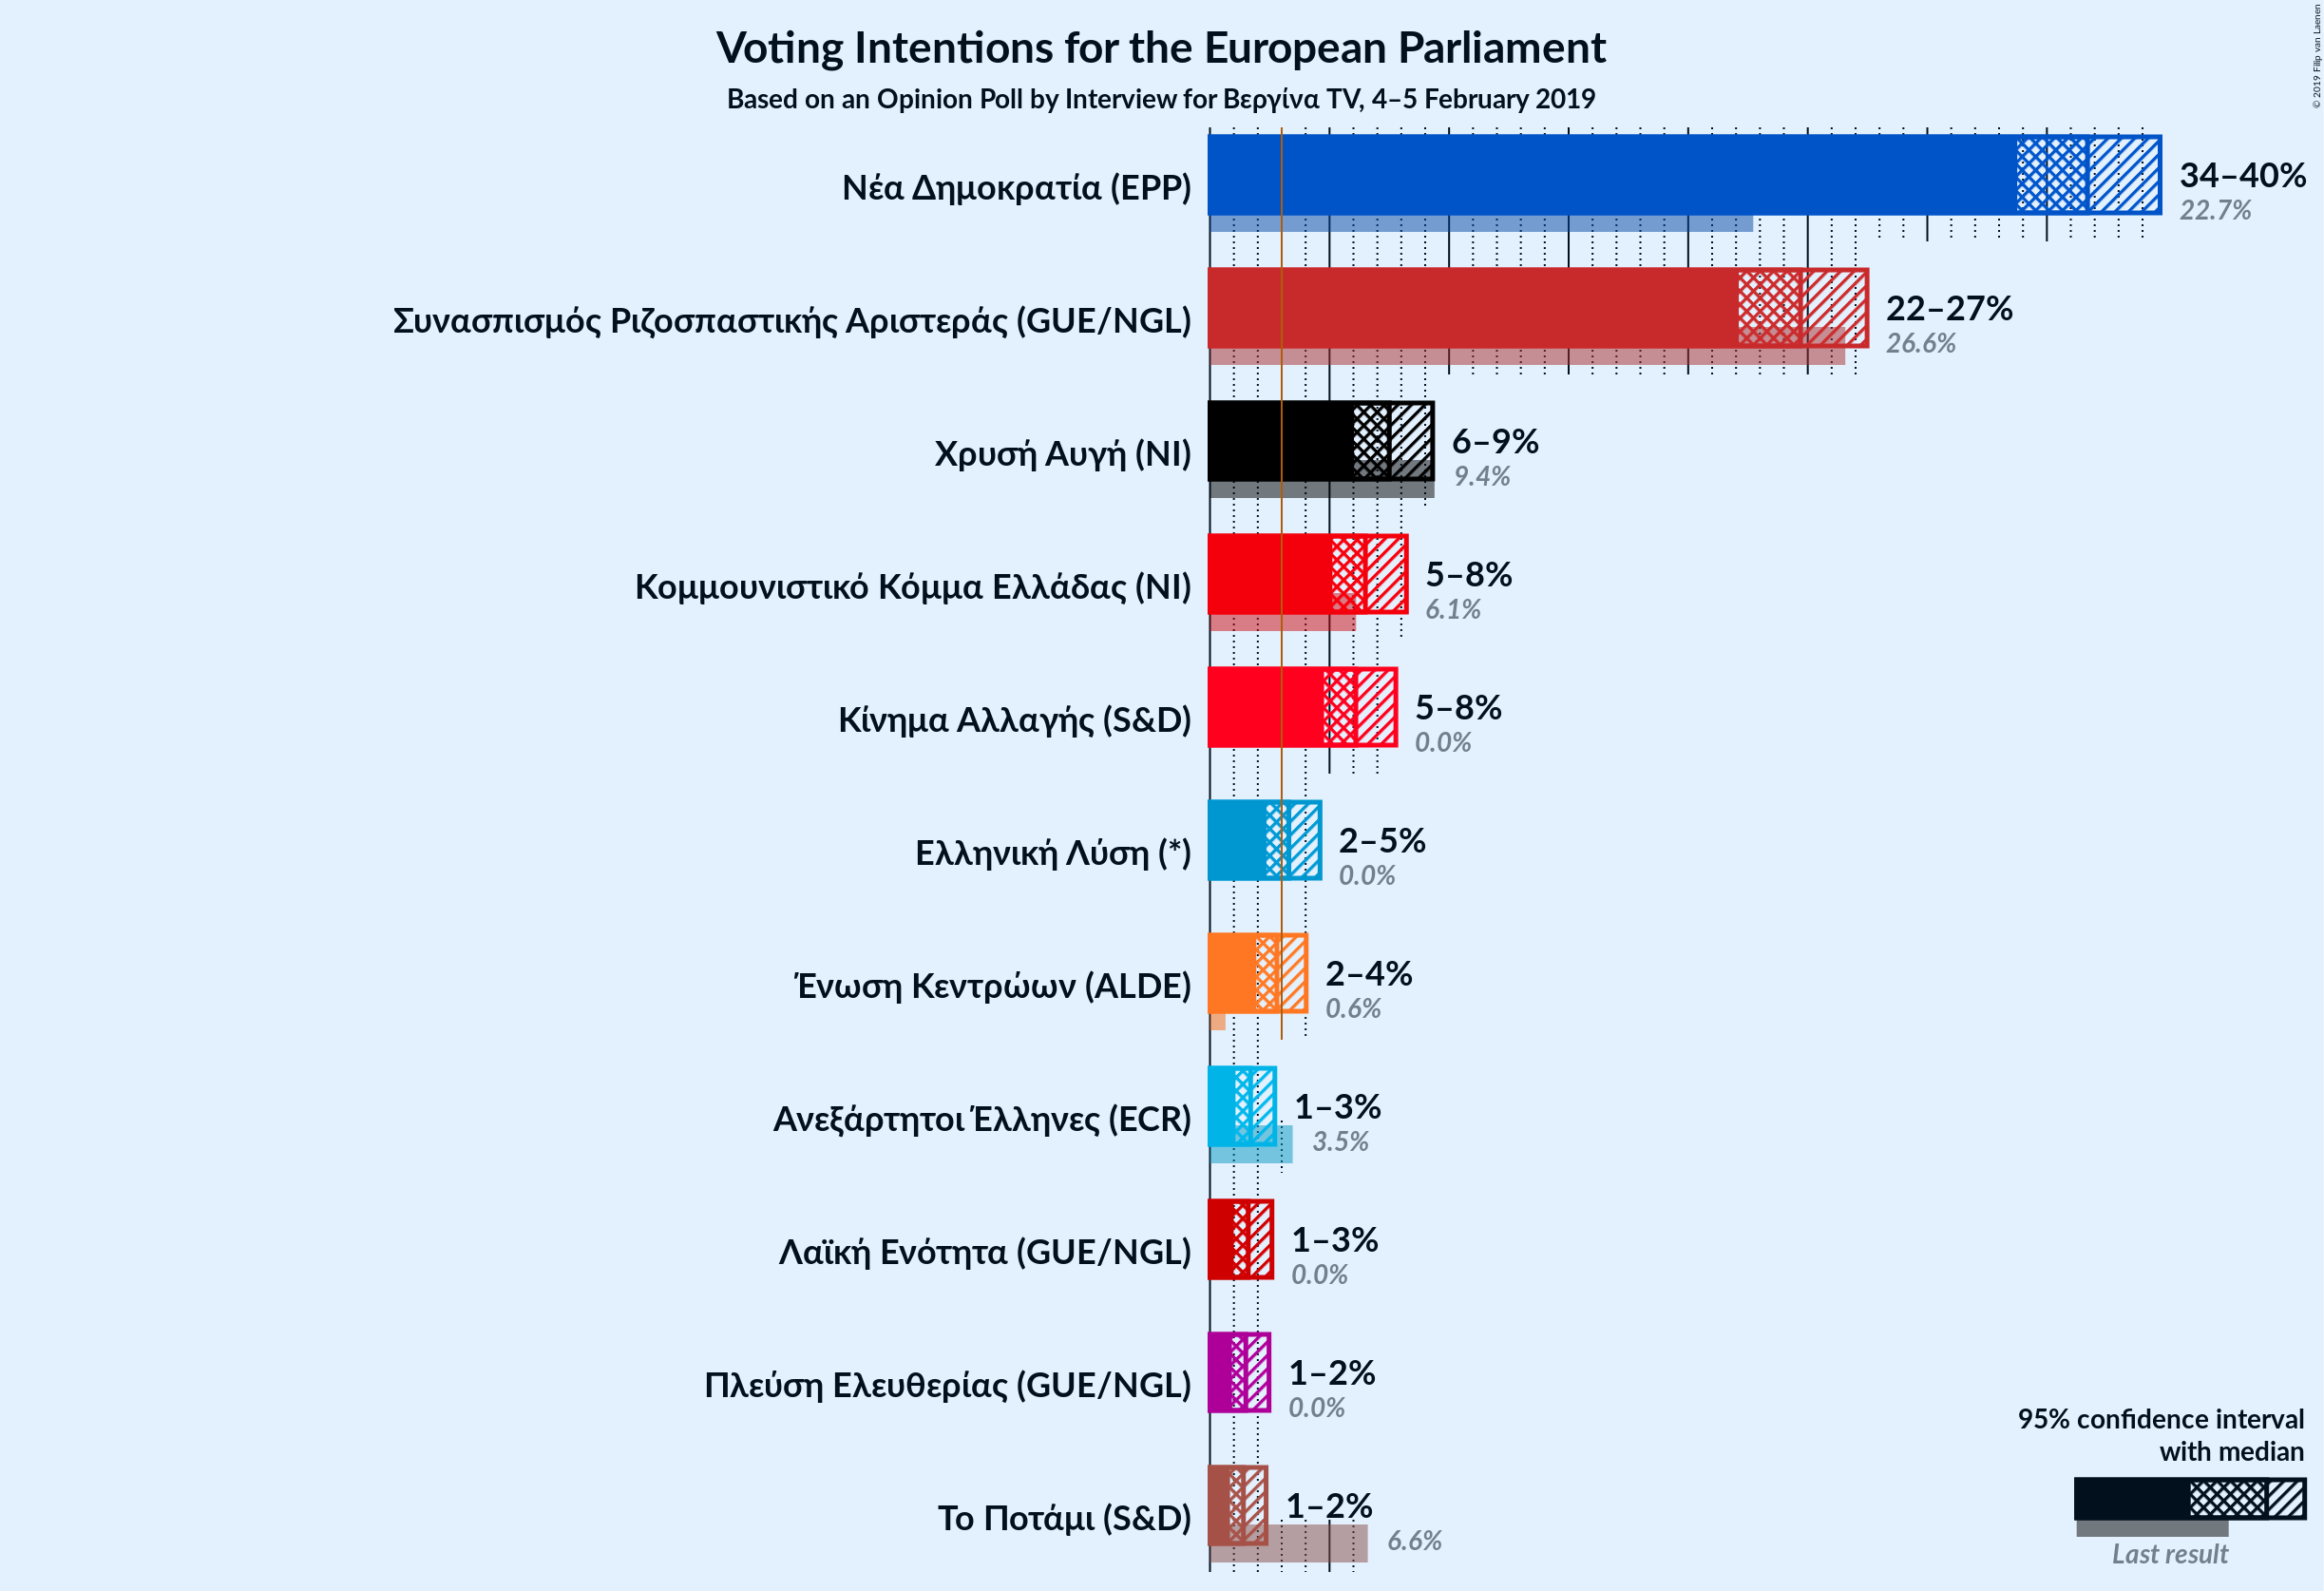 Voting Intentions for the European Parliament
Based on an Opinion Poll by Interview for Βεργίνα TV, 4–5 February 2019
© 2019 Filip van Laenen
Νέα Δημοκρατία (EPP)
34–40%
22.7%
Συνασπισμός Ριζοσπαστικής Αριστεράς (GUE/NGL)
22–27%
26.6%
Χρυσή Αυγή (NI)
6–9%
9.4%
Κομμουνιστικό Κόμμα Ελλάδας (NI)
5–8%
6.1%
Κίνημα Αλλαγής (S&D)
5–8%
0.0%
Ελληνική Λύση (*)
2–5%
0.0%
Ένωση Κεντρώων (ALDE)
2–4%
0.6%
Ανεξάρτητοι Έλληνες (ECR)
1–3%
3.5%
Λαϊκή Ενότητα (GUE/NGL)
1–3%
0.0%
Πλεύση Ελευθερίας (GUE/NGL)
1–2%
0.0%
Το Ποτάμι (S&D)
1–2%
6.6%
95% confidence interval
with median
Last result